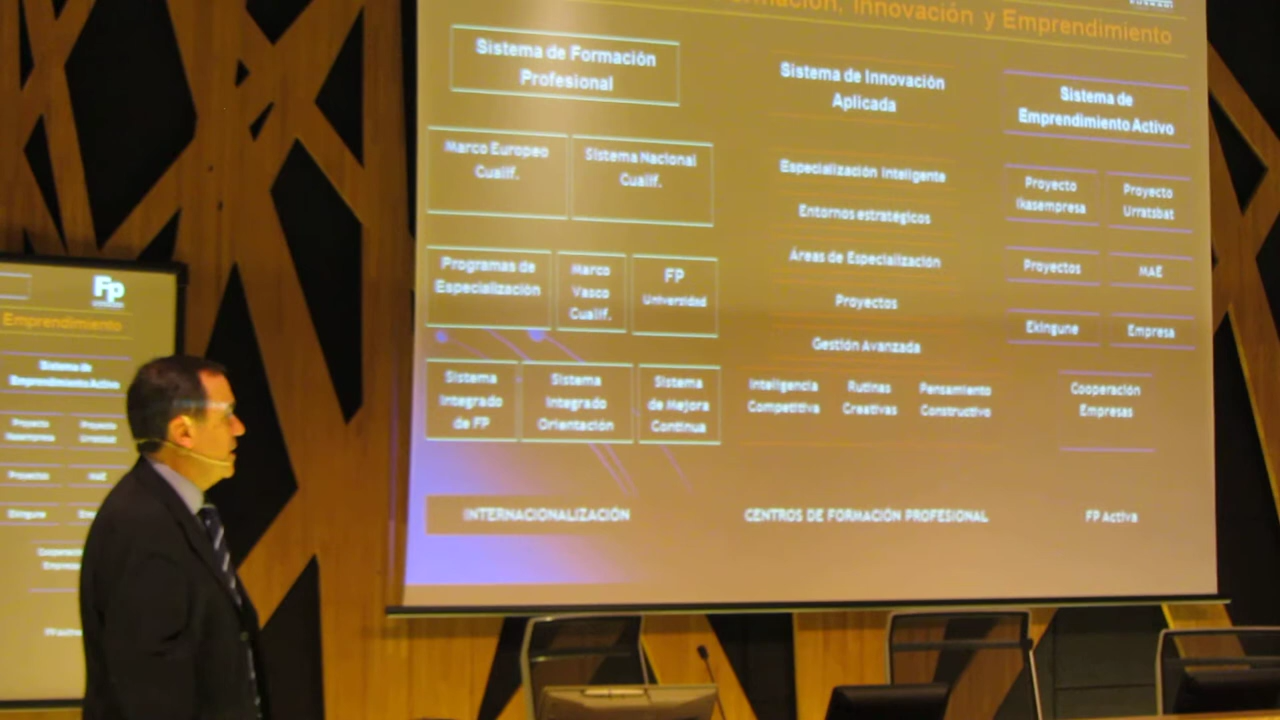 Formación, Innovación y Emprendimiento
Sistema de Formación
Profesional
Marco Europeo
Cualif.
Sistema Nacional
Cualif.
Programas de
Especialización
Marco
Vasco
Cualif.
FP
Universidad
Sistema
Integrado
de FP
Sistema
Integrado
Orientación
Sistema
de Mejora
Continua
INTERNACIONALIZACIÓN
Sistema de Innovación
Aplicada
Especialización Inteligente
Entornos estratégicos
Áreas de Especialización
Proyectos
Gestión Avanzada
Inteligencia
Competitiva
Rutinas
Creativas
Pensamiento
Constructivo
CENTROS DE FORMACIÓN PROFESIONAL
Sistema de
Emprendimiento Activo
Proyecto
Ikasempresa
Proyecto
Urratsbat
Proyectos
MAE
Ekingune
Empresa
Cooperación
Empresas
FP Activa
Fp
Emprendimiento
Sistema de
Emprendimiento Activo
Proyecto
Ikasempresa
Proyecto
Urratsbat
Proyectos
MAE
Ekingune